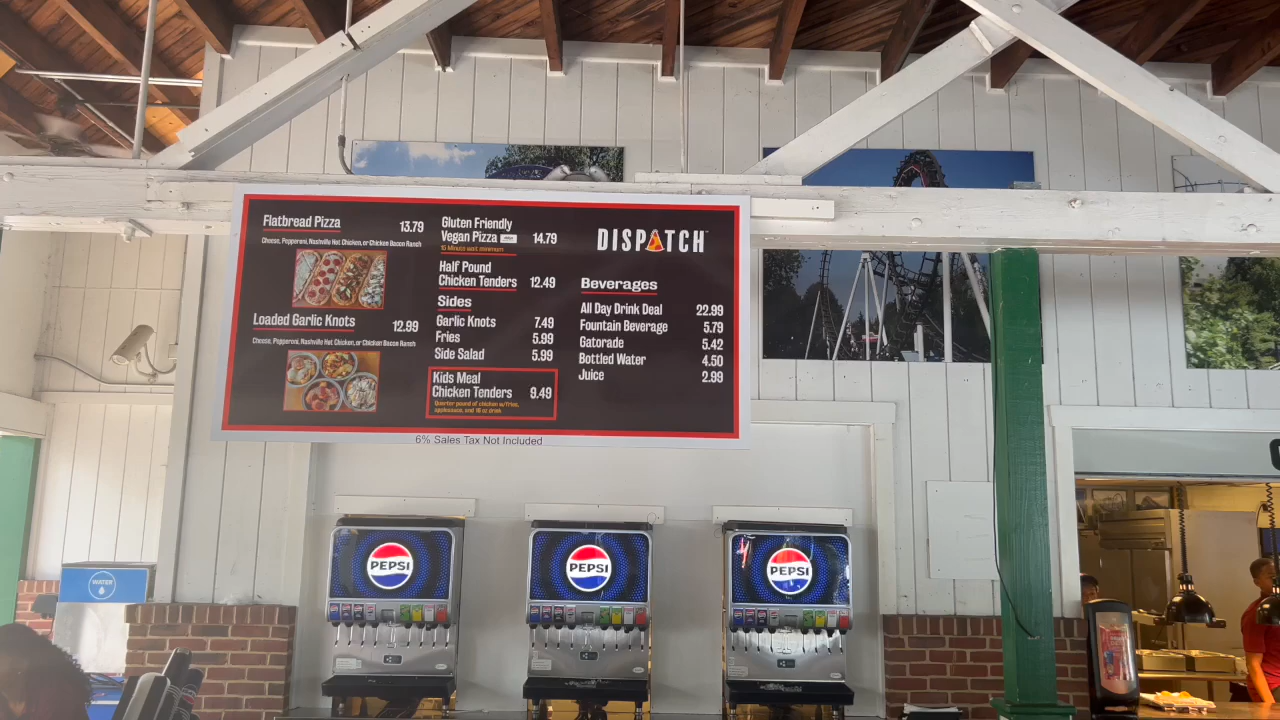 Flatbread Pizza 13.79
Cheese, Pepperoni, Nashville Hot Chicken, or Chicken Bacon Ranch
Loaded Garlic Knots 12.99
Cheese, Pepperoni, Nashville Hot Chicken, or Chicken Bacon Ranch
Gluten Friendly
Vegan Pizza 14.79
15 Minute wait minimum
Half Pound
Chicken Tenders 12.49
Sides
Garlic Knots 7.49
Fries 5.99
Side Salad 5.99
Kids Meal
Chicken Tenders 9.49
Quarter pound of chicken w/fries,
applesauce, and 16 oz drink
DISPATCH
Beverages
All Day Drink Deal 22.99
Fountain Beverage 5.79
Gatorade 5.42
Bottled Water 4.50
Juice 2.99
6% Sales Tax Not Included
PEPSI
PEPSI
PEPSI
WATER